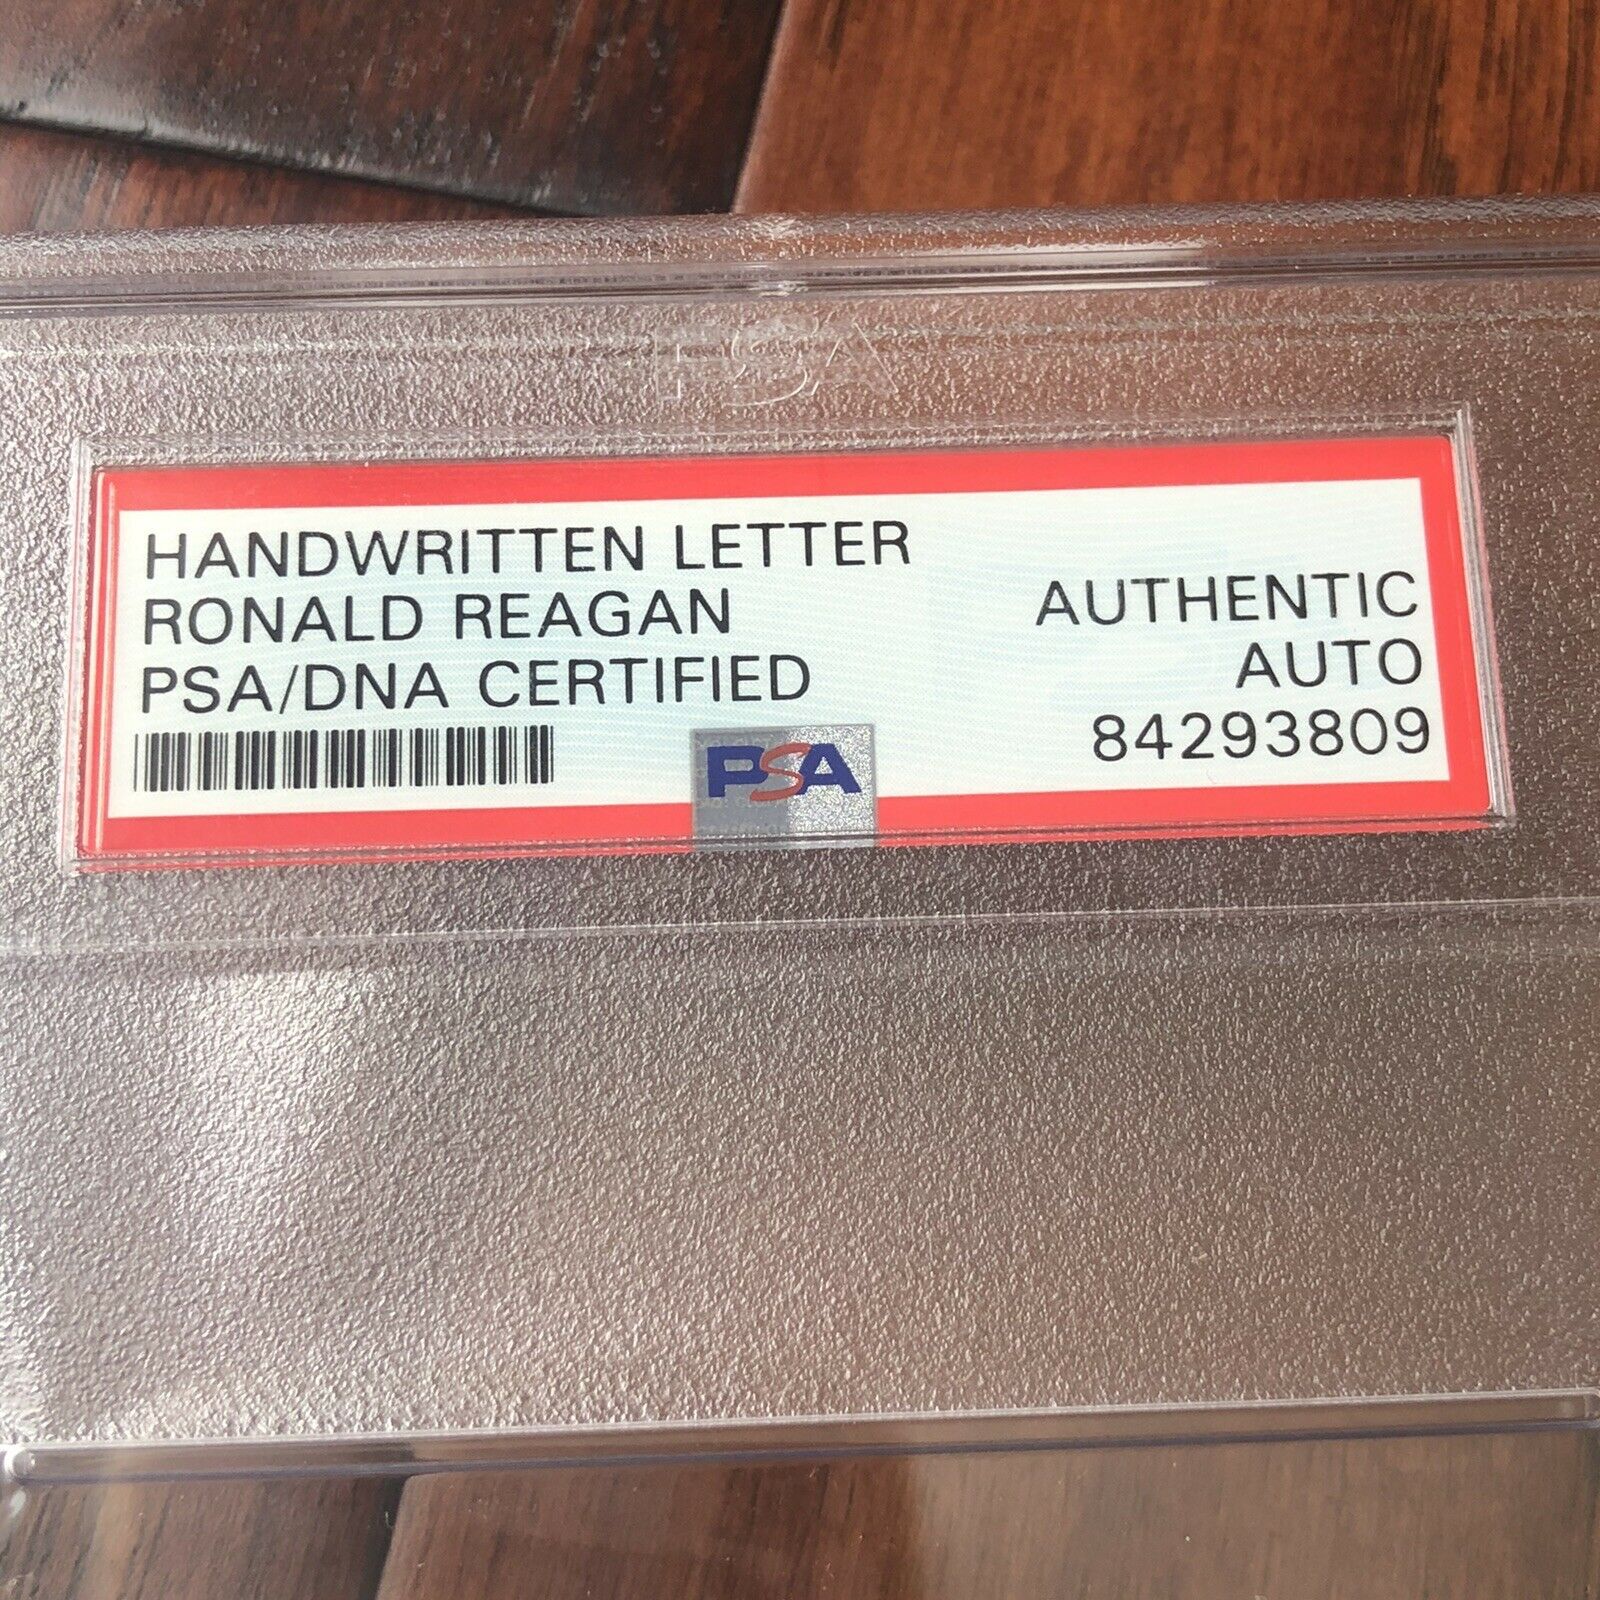 PSA
HANDWRITTEN LETTER
RONALD REAGAN
PSA/DNA CERTIFIED
AUTHENTIC
AUTO
84293809
PSA